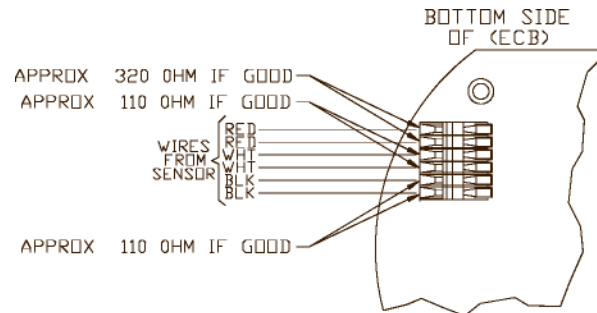 BOTTOM SIDE
OF (ECB)
APPROX 320 OHM IF GOOD
APPROX 110 OHM IF GOOD
WIRES
FROM
SENSOR
RED
RED
WHT
WHT
BLK
BLK
APPROX 110 OHM IF GOOD